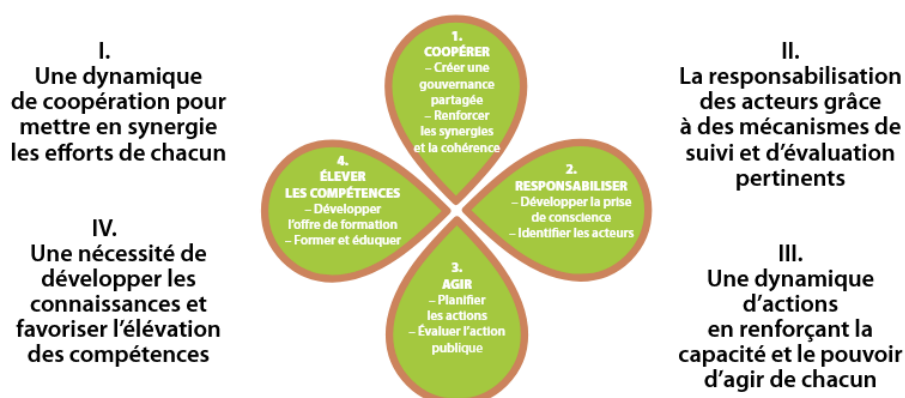 I.
Une dynamique
de coopération pour
mettre en synergie
les efforts de chacun
1.
COOPÉRER
– Créer une
gouvernance
partagée
– Renforcer
les synergies
et la cohérence
II.
La responsabilisation
des acteurs grâce
à des mécanismes de
suivi et d’évaluation
pertinents
4.
ÉLEVER
LES COMPÉTENCES
– Développer
l’offre de formation
– Former et éduquer
2.
RESPONSABILISER
– Développer la prise
de conscience
– Identifier les acteurs
IV.
Une nécessité de
développer les
connaissances et
favoriser l’élévation
des compétences
3.
AGIR
– Planifier
les actions
– Évaluer l’action
publique
III.
Une dynamique
d’actions
en renforçant la
capacité et le pouvoir
d’agir de chacun